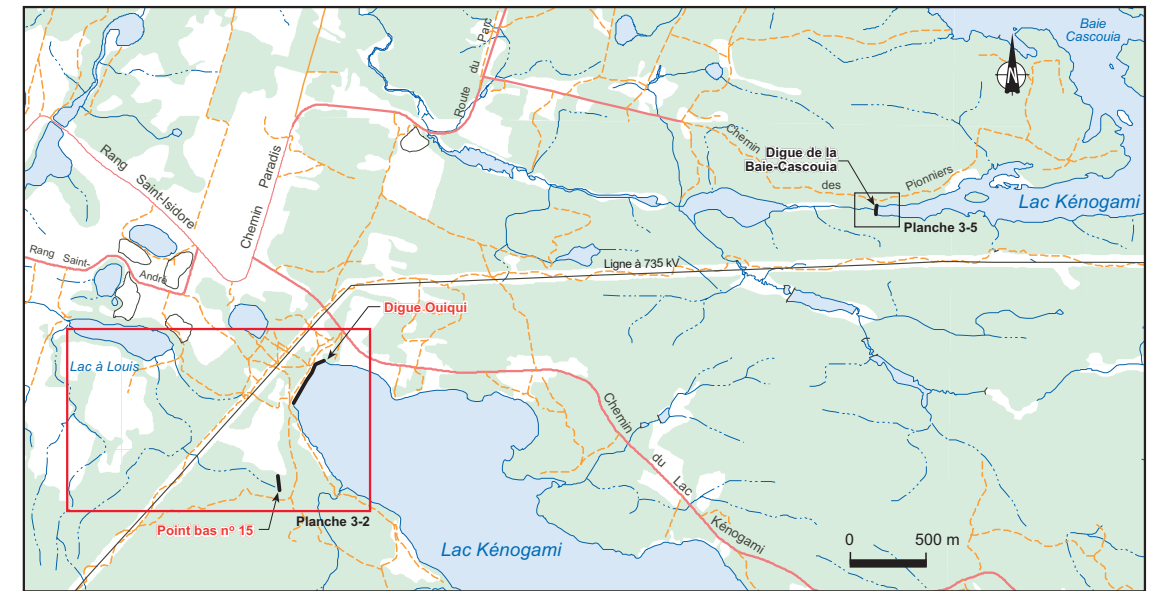 Baie
Cascouia
N
Route du Parc
Chemin des Pionniers
Digue de la
Baie-Cascouia
Lac Kénogami
Planche 3-5
Rang Saint-Isidore
Chemin Paradis
Rang Saint-
André
Ligne à 735 kV
Digue Ouiqui
Lac à Louis
Chemin du Lac Kénogami
Point bas nº 15
Planche 3-2
Lac Kénogami
0 500 m